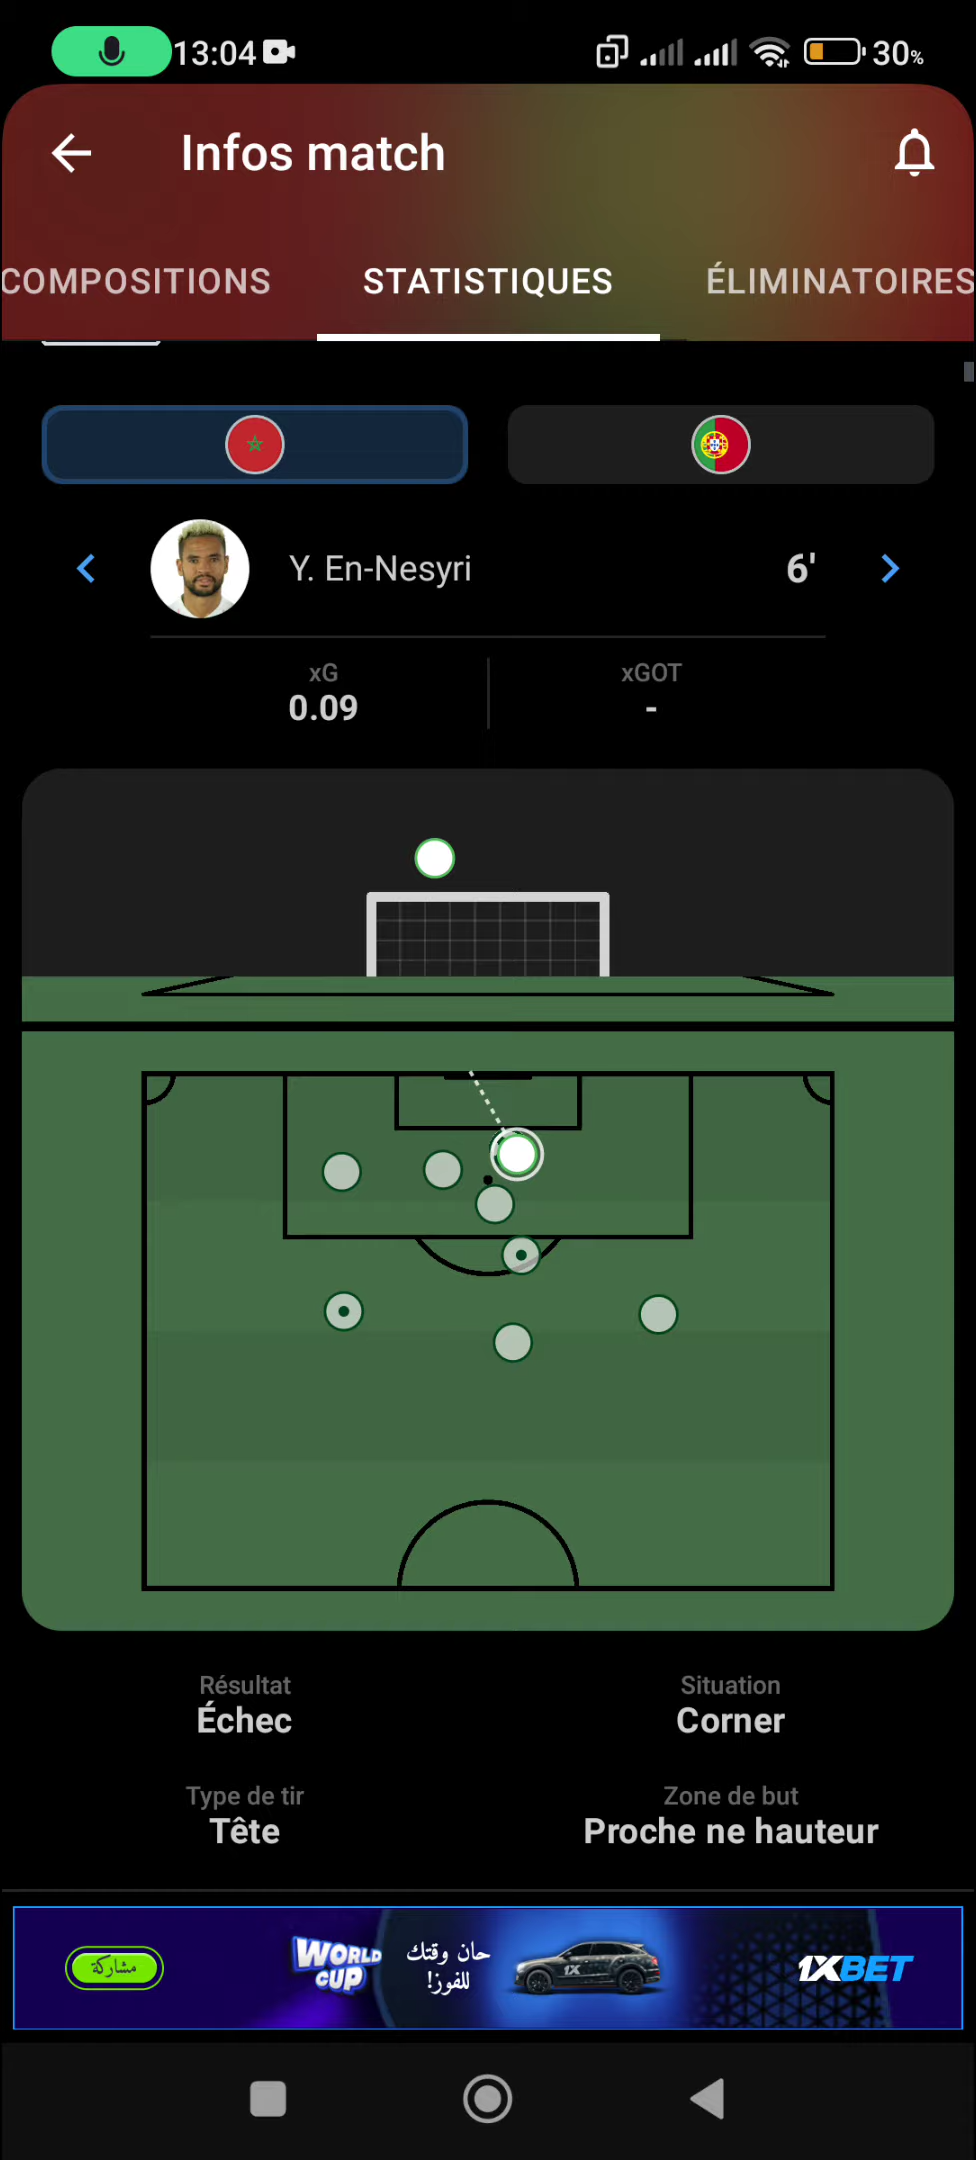 13:04
30%
Infos match
COMPOSITIONS
STATISTIQUES
ÉLIMINATOIRES
Y. En-Nesyri
6'
xG
0.09
xGOT
-
Résultat
Échec
Situation
Corner
Type de tir
Tête
Zone de but
Proche ne hauteur
مشاركة
WORLD
CUP
حان وقتك
للفوز!
1X
1XBET